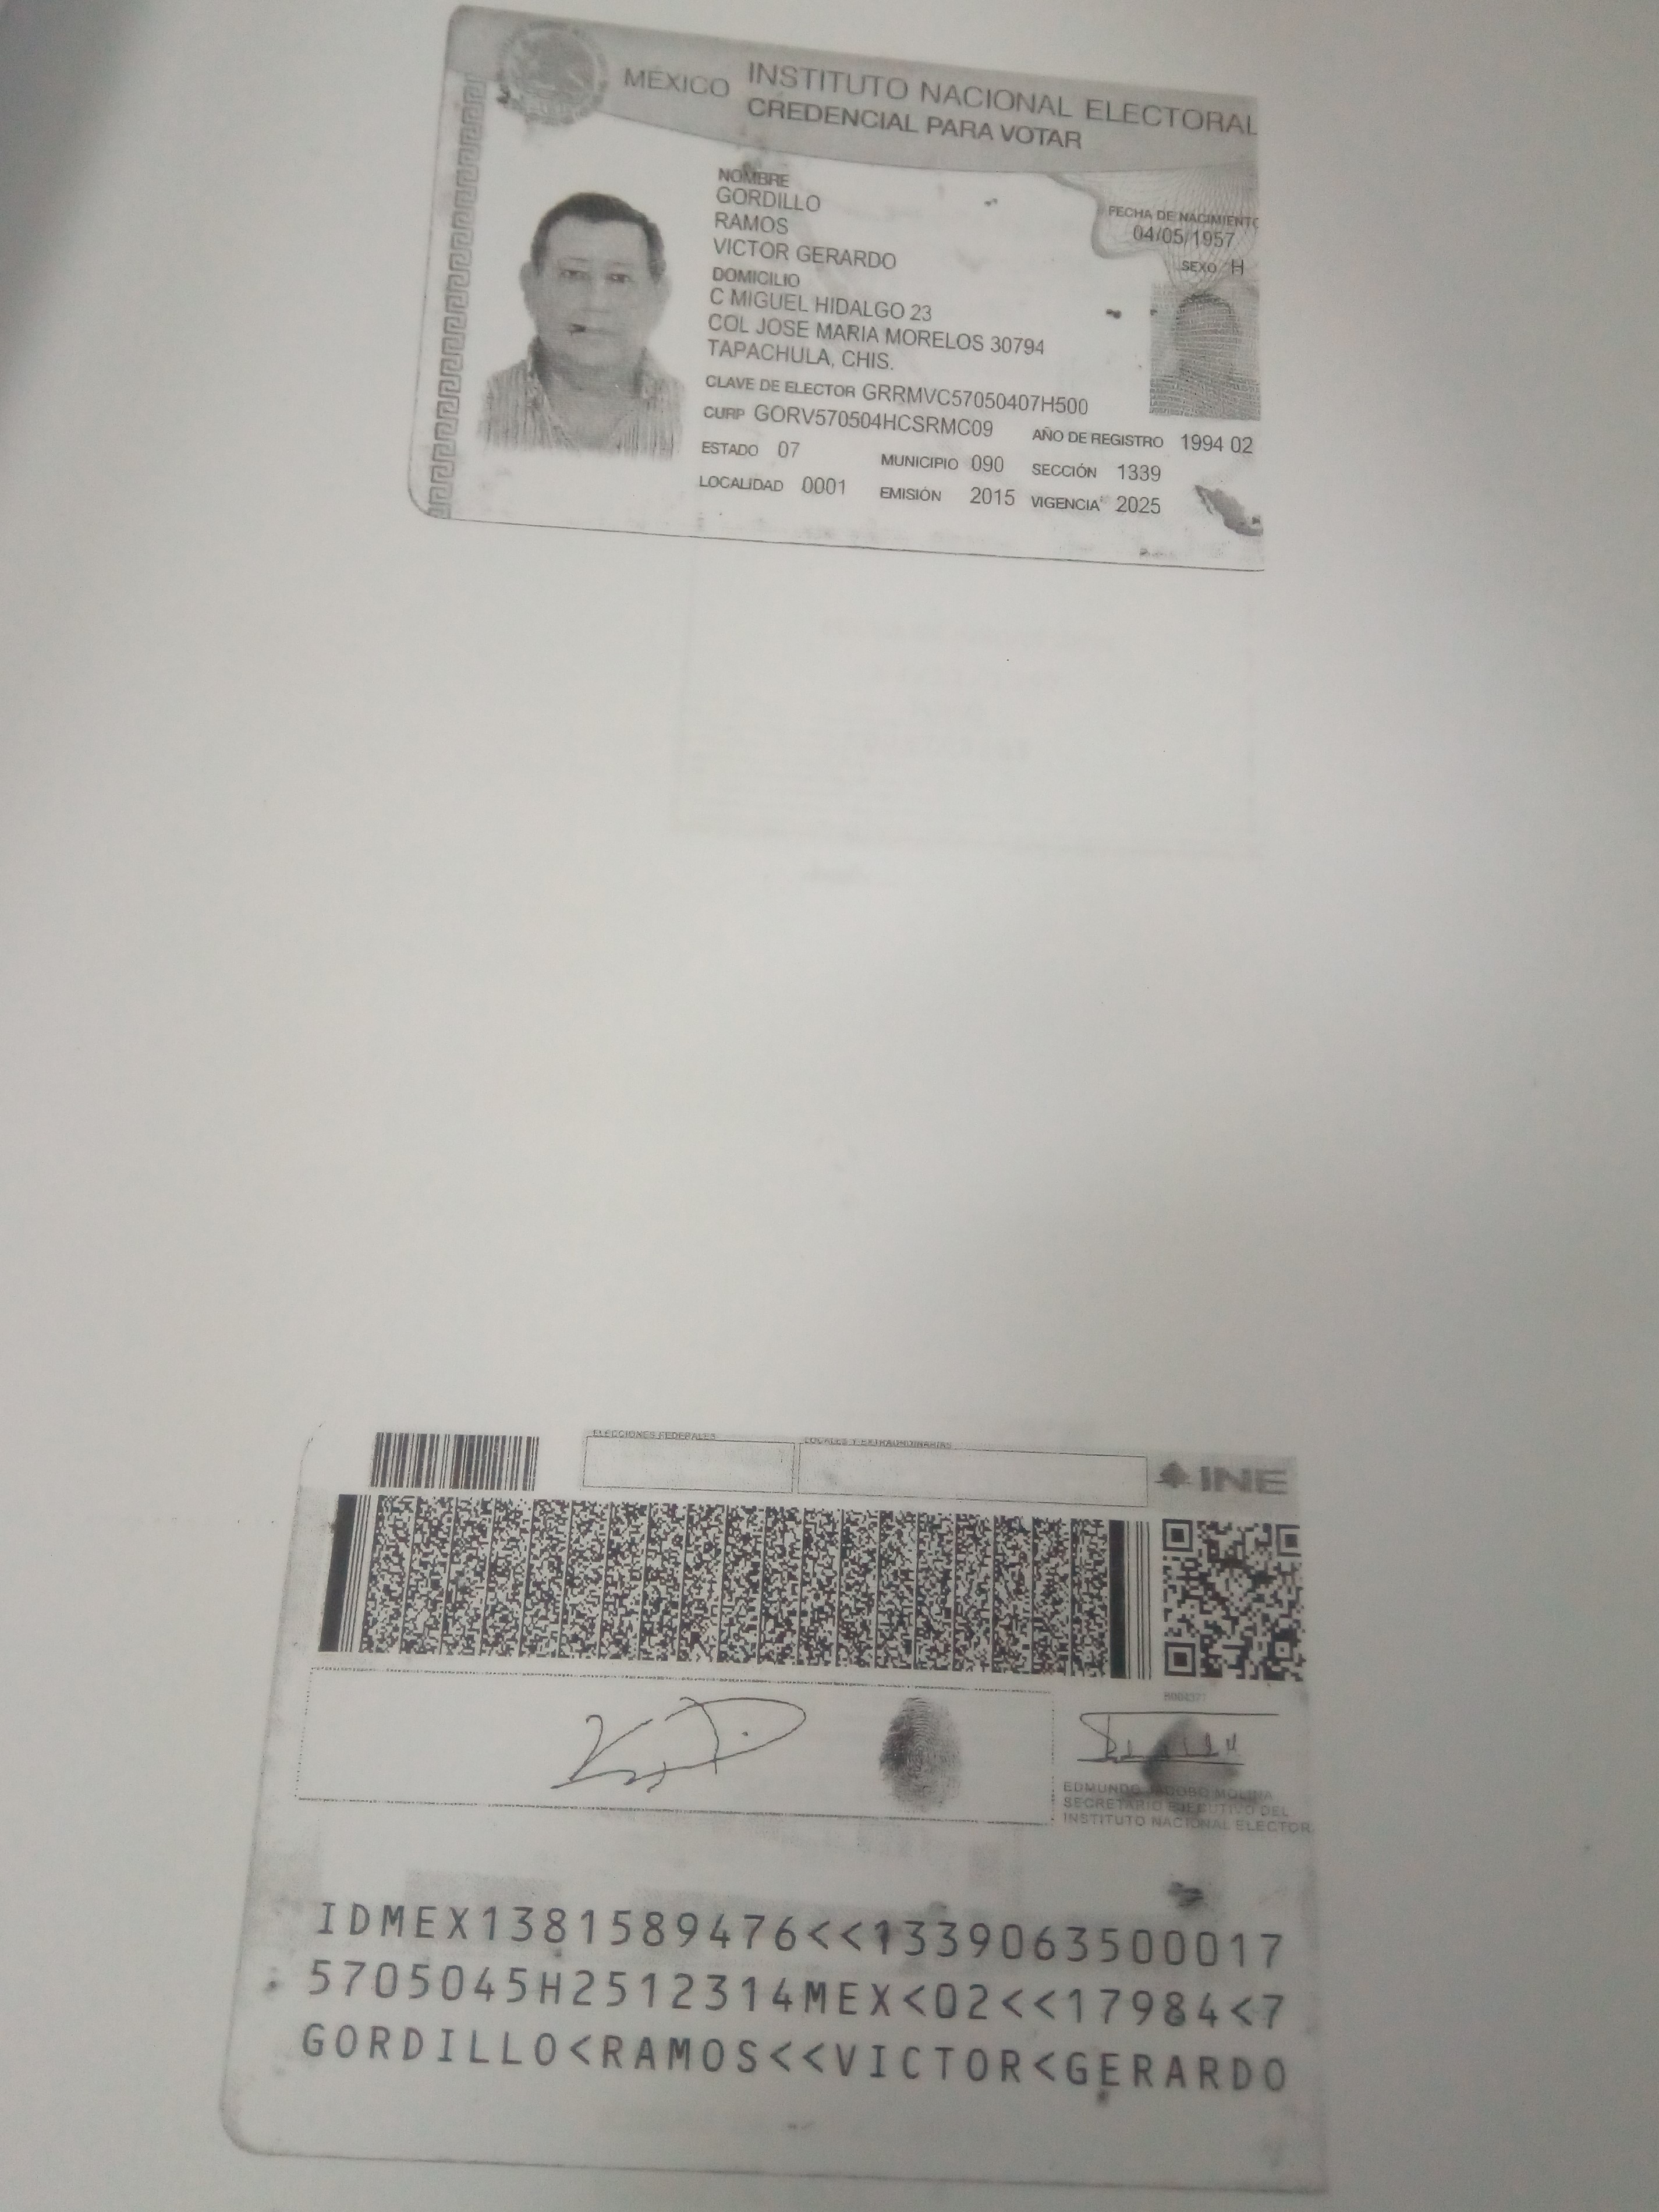 MÉXICO INSTITUTO NACIONAL ELECTORAL
CREDENCIAL PARA VOTAR
NOMBRE
GORDILLO
RAMOS
VICTOR GERARDO
FECHA DE NACIMIENTO
04/05/1957
SEXO H
DOMICILIO
C MIGUEL HIDALGO 23
COL JOSE MARIA MORELOS 30794
TAPACHULA, CHIS.
CLAVE DE ELECTOR GRRMVC57050407H500
CURP GORV570504HCSRMC09 AÑO DE REGISTRO 1994 02
ESTADO 07 MUNICIPIO 090 SECCIÓN 1339
LOCALIDAD 0001 EMISIÓN 2015 VIGENCIA 2025
ELECCIONES FEDERALES LOCALES Y EXTRAORDINARIAS
INE
EDMUNDO JACOBO MOLINA
SECRETARIO EJECUTIVO DEL
INSTITUTO NACIONAL ELECTOR
IDMEX1381589476<<1339063500017
5705045H2512314MEX<02<<17984<7
GORDILLO<RAMOS<<VICTOR<GERARDO